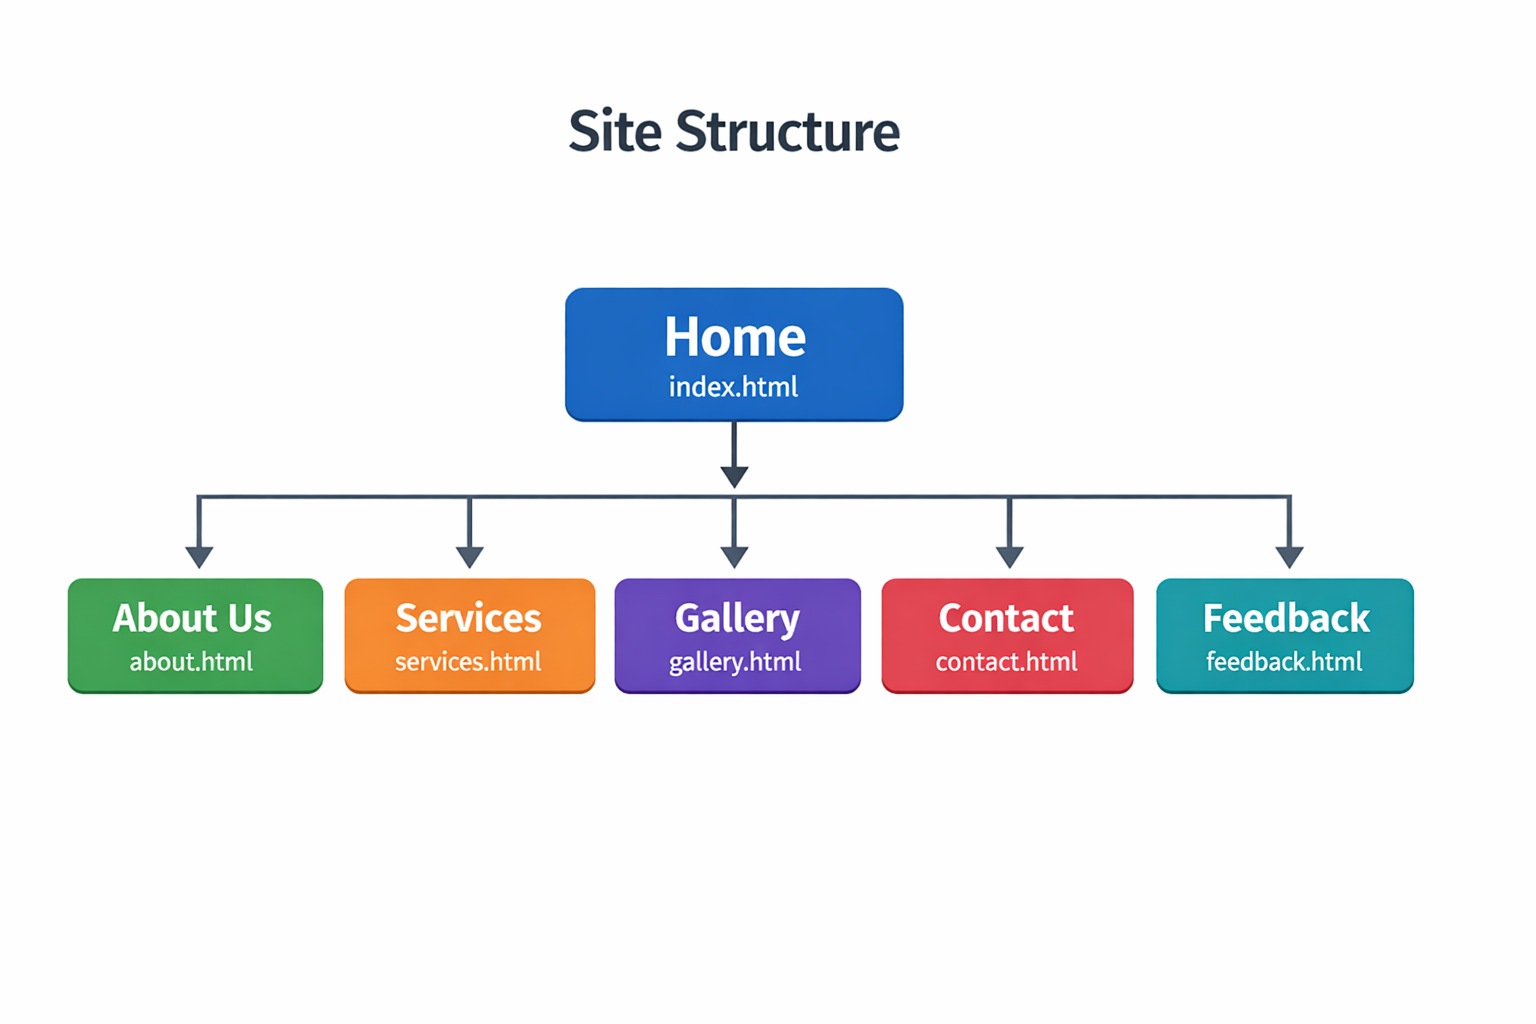 Site Structure
Home
index.html
About Us
about.html
Services
services.html
Gallery
gallery.html
Contact
contact.html
Feedback
feedback.html